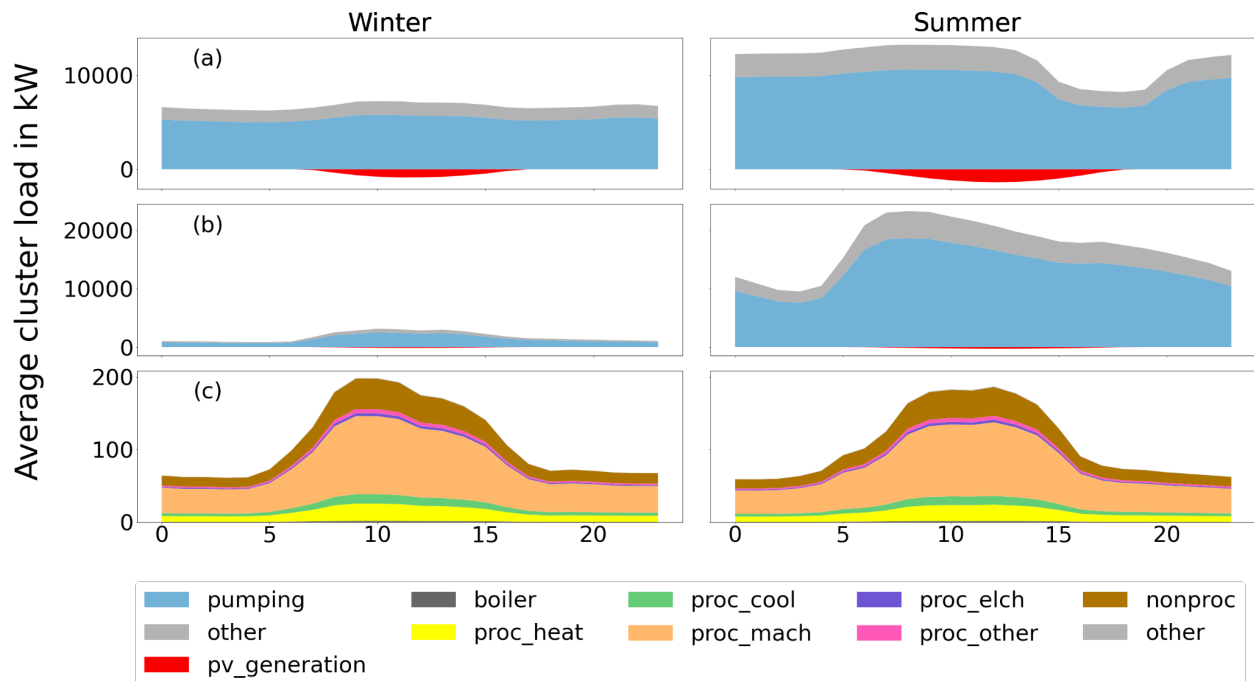 Winter
Summer
Average cluster load in kW
(a)
10000
0
(b)
20000
10000
0
(c)
200
100
0
0 5 10 15 20
0 5 10 15 20
pumping boiler proc_cool proc_elch nonproc
other proc_heat proc_mach proc_other other
pv_generation